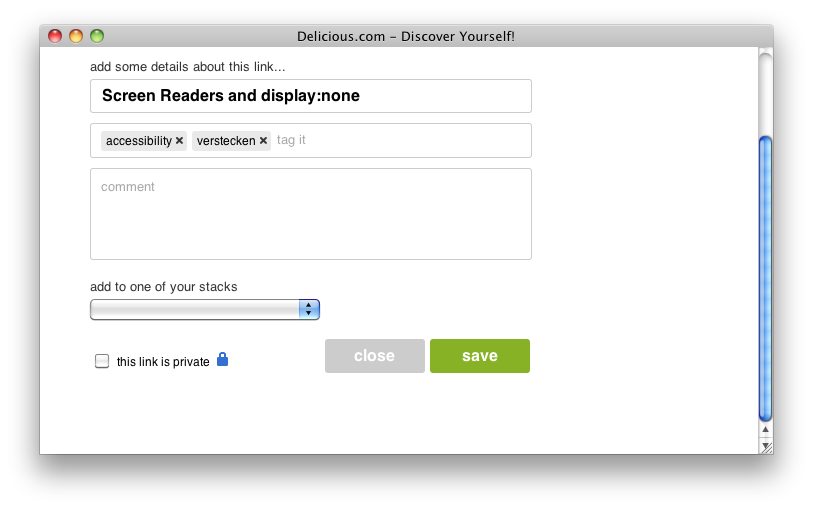 Delicious.com – Discover Yourself!
add some details about this link...
Screen Readers and display:none
accessibility × verstecken × tag it
comment
add to one of your stacks
this link is private
close save